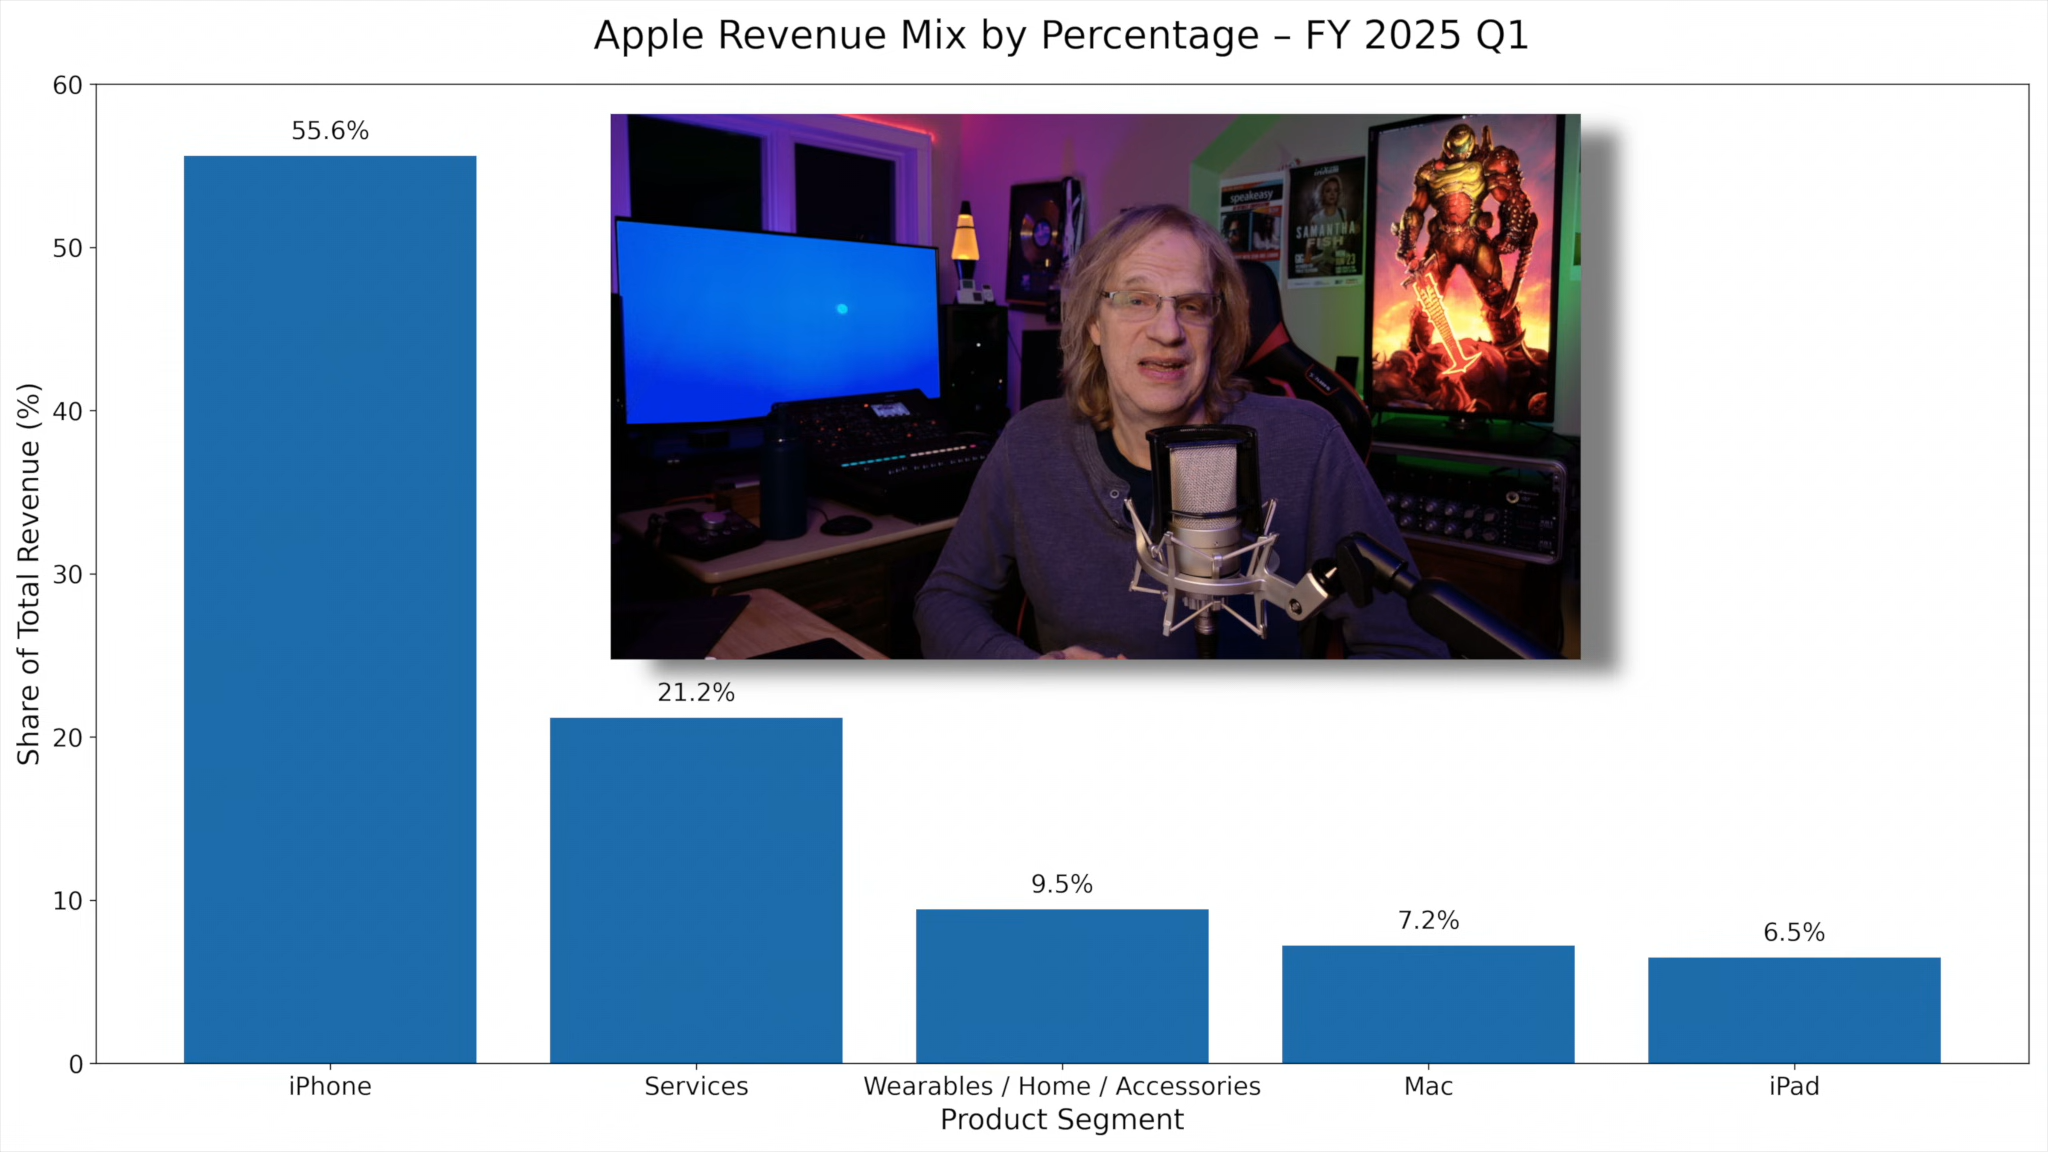 Apple Revenue Mix by Percentage – FY 2025 Q1
Share of Total Revenue (%)
60
50
40
30
20
10
0
55.6%
21.2%
9.5%
7.2%
6.5%
speakeasy
SAMANTHA
FISH
23
iPhone
Services
Wearables / Home / Accessories
Mac
iPad
Product Segment